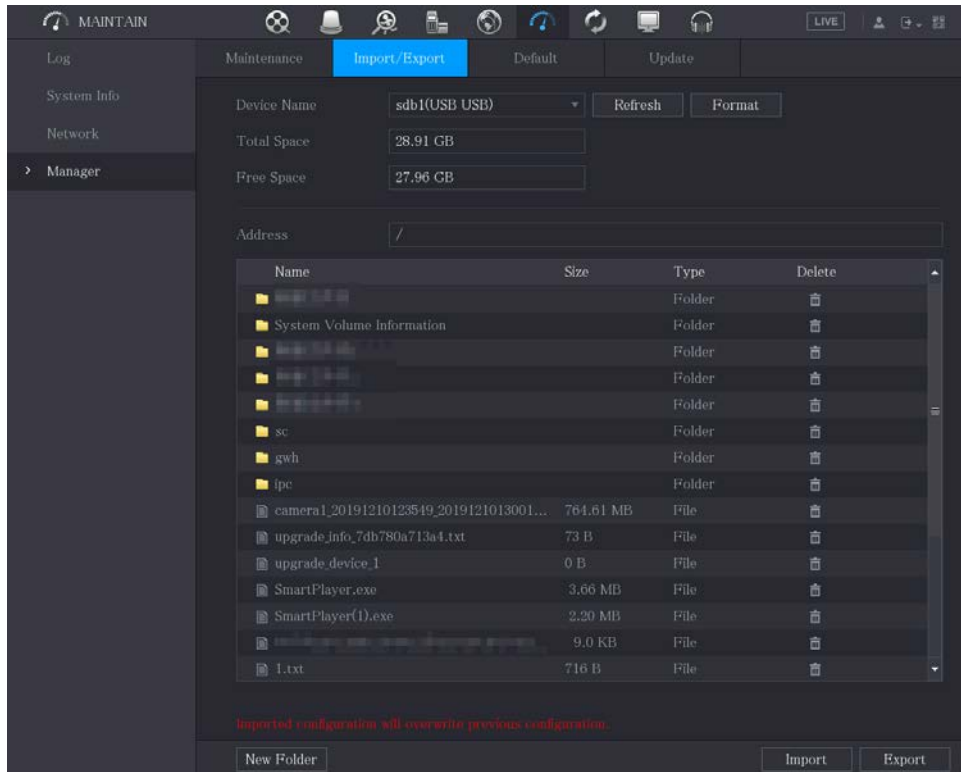 MAINTAIN
LIVE
Log
System Info
Network
Manager
Maintenance Import/Export Default Update
Device Name sdb1(USB USB) Refresh Format
Total Space 28.91 GB
Free Space 27.96 GB
Address /
Name Size Type Delete
Folder
System Volume Information Folder
Folder
Folder
Folder
sc Folder
gwh Folder
ipc Folder
camera1_20191210123549_2019121013001... 764.61 MB File
upgrade_info_7db780a713a4.txt 73 B File
upgrade_device_1 0 B File
SmartPlayer.exe 3.66 MB File
SmartPlayer(1).exe 2.20 MB File
9.0 KB File
1.txt 716 B File
Imported configuration will overwrite previous configuration.
New Folder Import Export